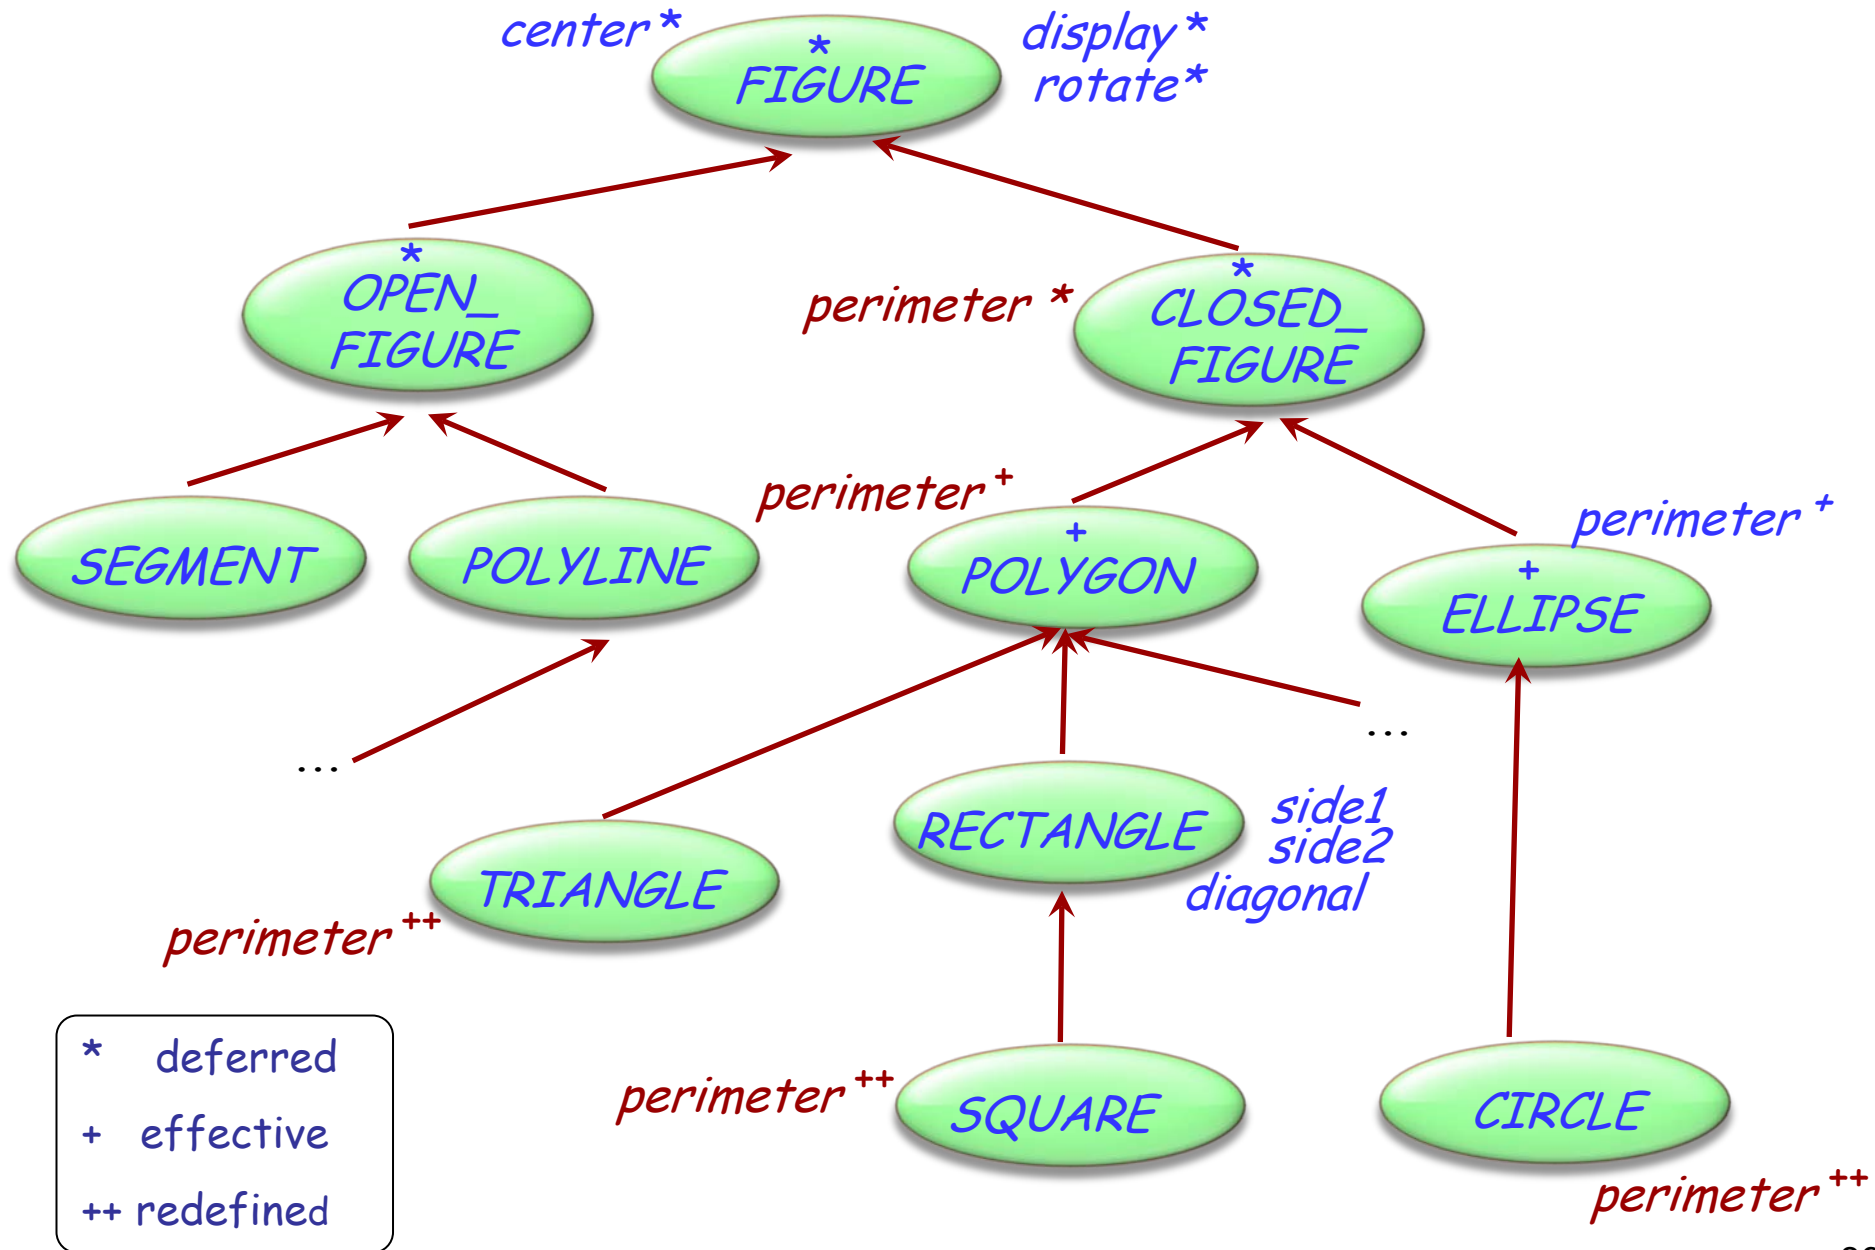 center *
*
FIGURE
display *
rotate *
*
OPEN_
FIGURE
perimeter *
*
CLOSED_
FIGURE
SEGMENT
POLYLINE
perimeter +
+
POLYGON
perimeter +
+
ELLIPSE
...
...
TRIANGLE
perimeter ++
RECTANGLE
side1
side2
diagonal
perimeter ++
SQUARE
CIRCLE
perimeter ++
* deferred
+ effective
++ redefined